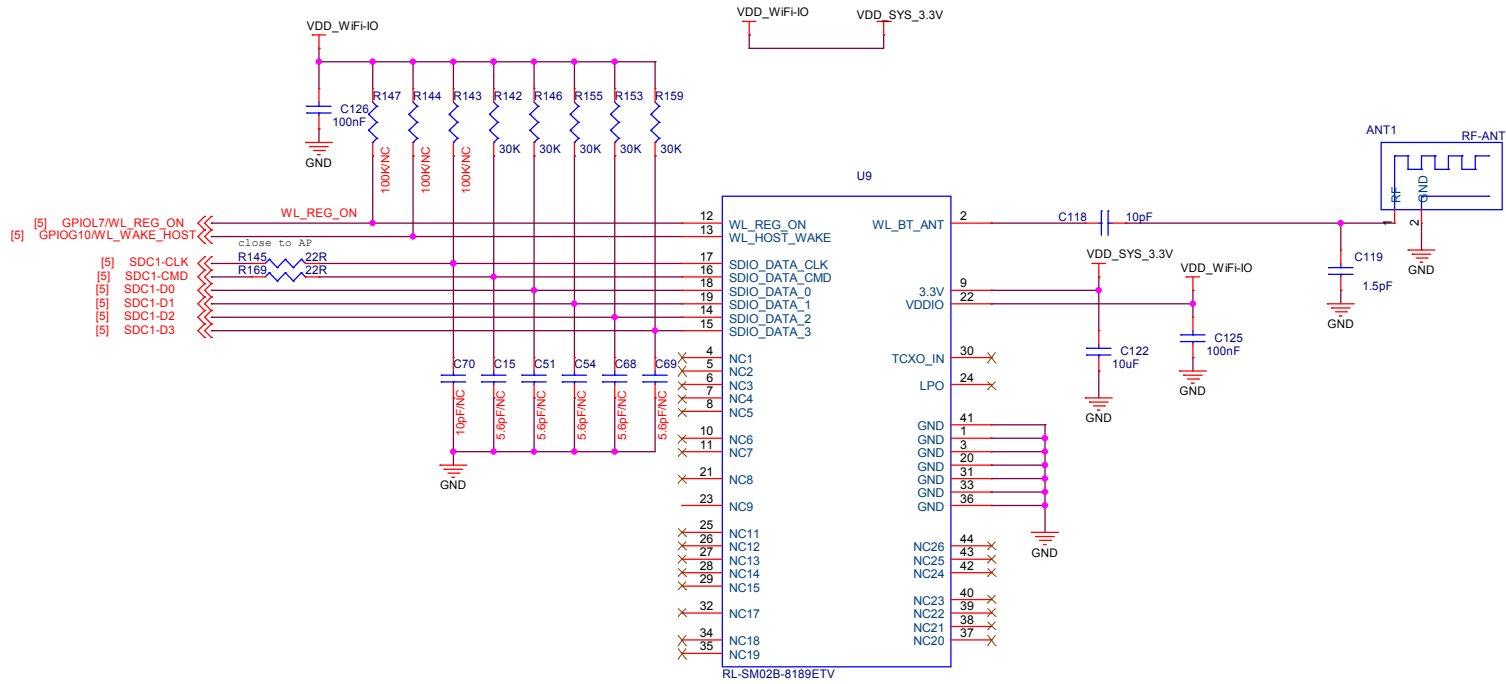 VDD_WiFi-IO
VDD_SYS_3.3V
VDD_WiFi-IO
R147
R144
R143
R142
R146
R155
R153
R159
C126
100nF
GND
100K/NC
100K/NC
100K/NC
30K
30K
30K
30K
30K
[5] GPIOL7/WL_REG_ON
[5] GPIOG10/WL_WAKE_HOST
WL_REG_ON
close to AP
[5] SDC1-CLK
R145
22R
[5] SDC1-CMD
R169
22R
[5] SDC1-D0
[5] SDC1-D1
[5] SDC1-D2
[5] SDC1-D3
C70
C15
C51
C54
C68
C69
10pF/NC
5.6pF/NC
5.6pF/NC
5.6pF/NC
5.6pF/NC
5.6pF/NC
GND
U9
12 WL_REG_ON
13 WL_HOST_WAKE
17 SDIO_DATA_CLK
16 SDIO_DATA_CMD
18 SDIO_DATA_0
19 SDIO_DATA_1
14 SDIO_DATA_2
15 SDIO_DATA_3
4 NC1
5 NC2
6 NC3
7 NC4
8 NC5
10 NC6
11 NC7
21 NC8
23 NC9
25 NC11
26 NC12
27 NC13
28 NC14
29 NC15
32 NC17
34 NC18
35 NC19
WL_BT_ANT 2
3.3V 9
VDDIO 22
TCXO_IN 30
LPO 24
GND 41
GND 1
GND 3
GND 20
GND 31
GND 33
GND 36
NC26 44
NC25 43
NC24 42
NC23 40
NC22 39
NC21 38
NC20 37
RL-SM02B-8189ETV
GND
C118
10pF
VDD_SYS_3.3V
VDD_WiFi-IO
C122
10uF
GND
C125
100nF
GND
ANT1
RF-ANT
RF
GND
1
2
GND
C119
1.5pF
GND